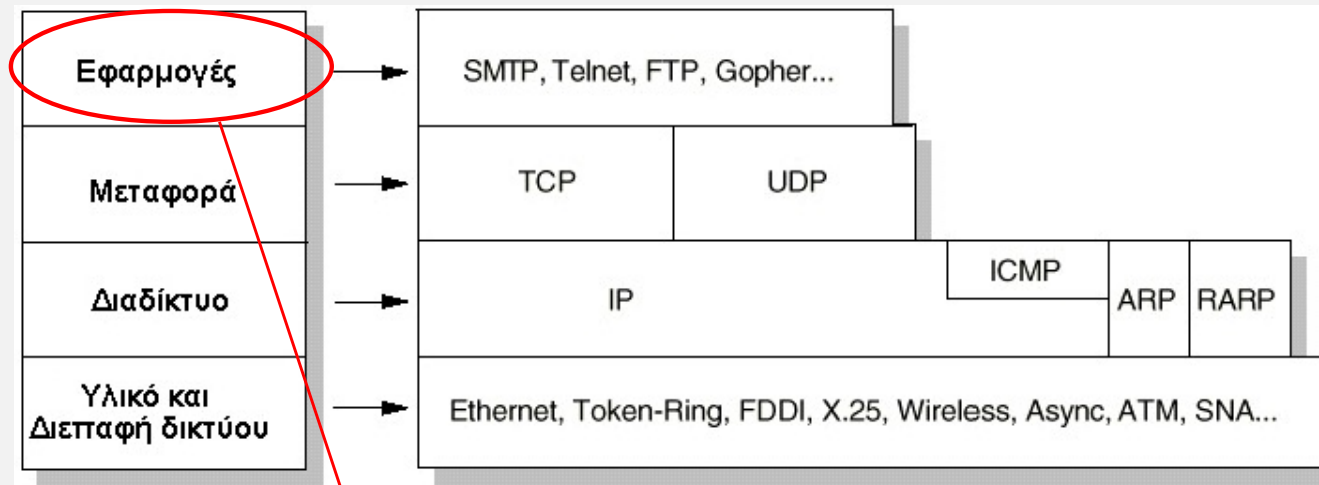 Εφαρμογές
SMTP, Telnet, FTP, Gopher...
Μεταφορά
TCP
UDP
Διαδίκτυο
IP
ICMP
ARP
RARP
Υλικό και
Διεπαφή δικτύου
Ethernet, Token-Ring, FDDI, X.25, Wireless, Async, ATM, SNA...